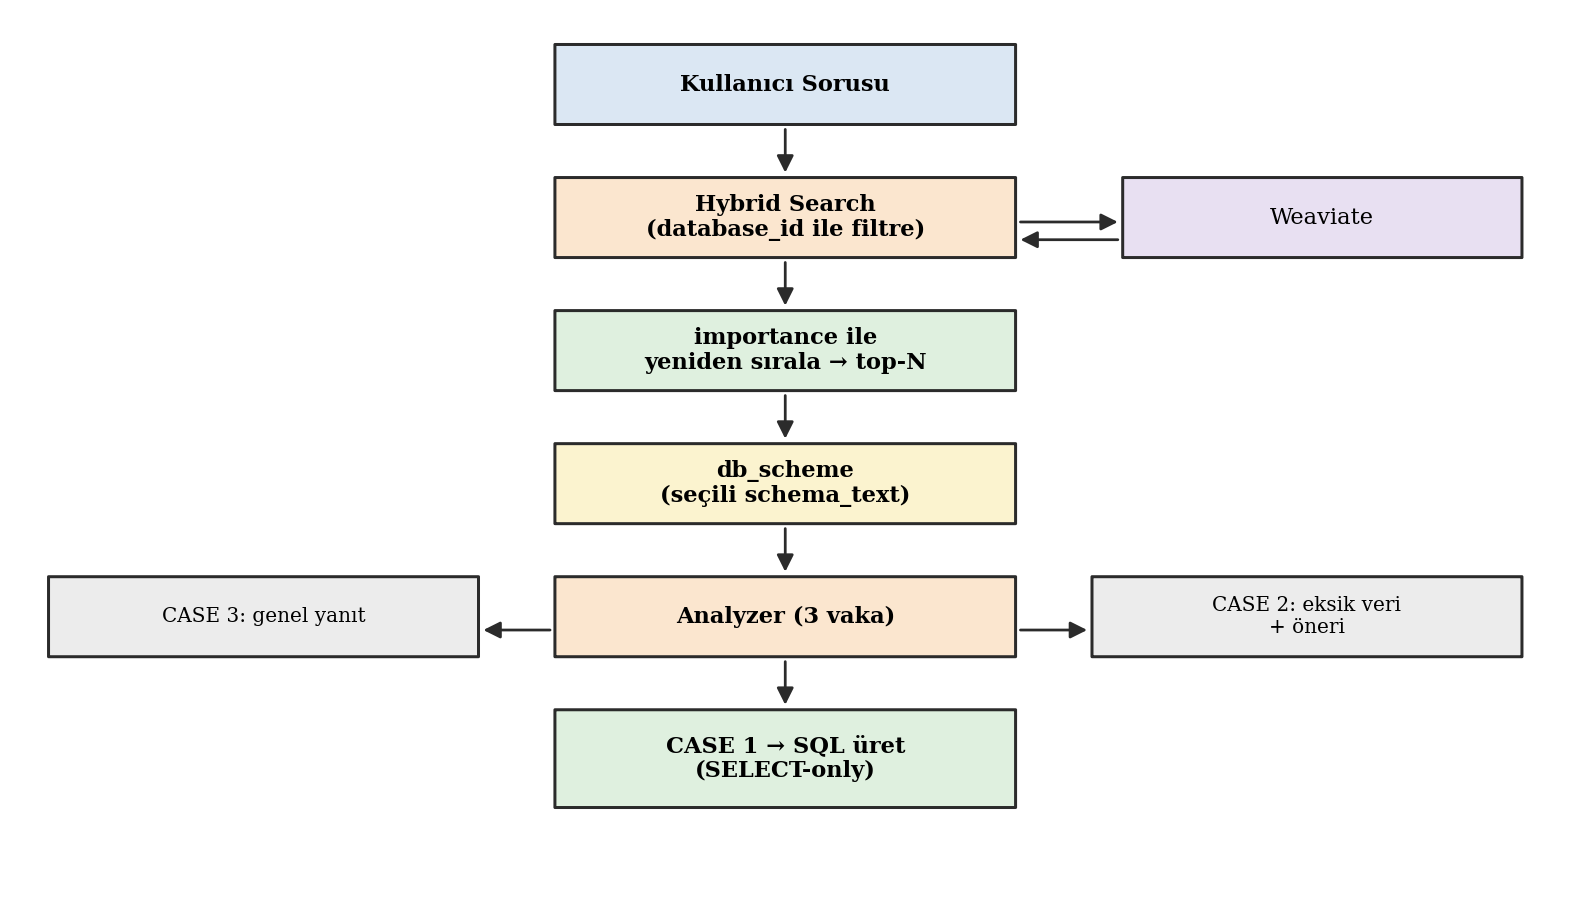 Kullanıcı Sorusu
Hybrid Search
(database_id ile filtre)
Weaviate
importance ile
yeniden sırala → top-N
db_scheme
(seçili schema_text)
CASE 3: genel yanıt
Analyzer (3 vaka)
CASE 2: eksik veri
+ öneri
CASE 1 → SQL üret
(SELECT-only)